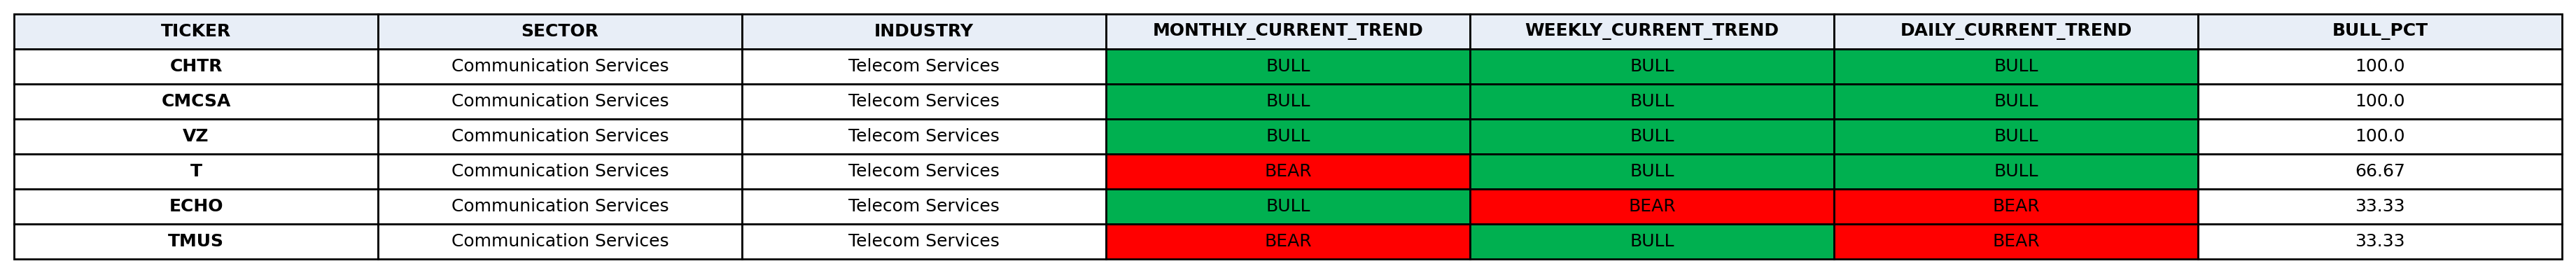 TICKER SECTOR INDUSTRY MONTHLY_CURRENT_TREND WEEKLY_CURRENT_TREND DAILY_CURRENT_TREND BULL_PCT
CHTR Communication Services Telecom Services BULL BULL BULL 100.0
CMCSA Communication Services Telecom Services BULL BULL BULL 100.0
VZ Communication Services Telecom Services BULL BULL BULL 100.0
T Communication Services Telecom Services BEAR BULL BULL 66.67
ECHO Communication Services Telecom Services BULL BEAR BEAR 33.33
TMUS Communication Services Telecom Services BEAR BULL BEAR 33.33